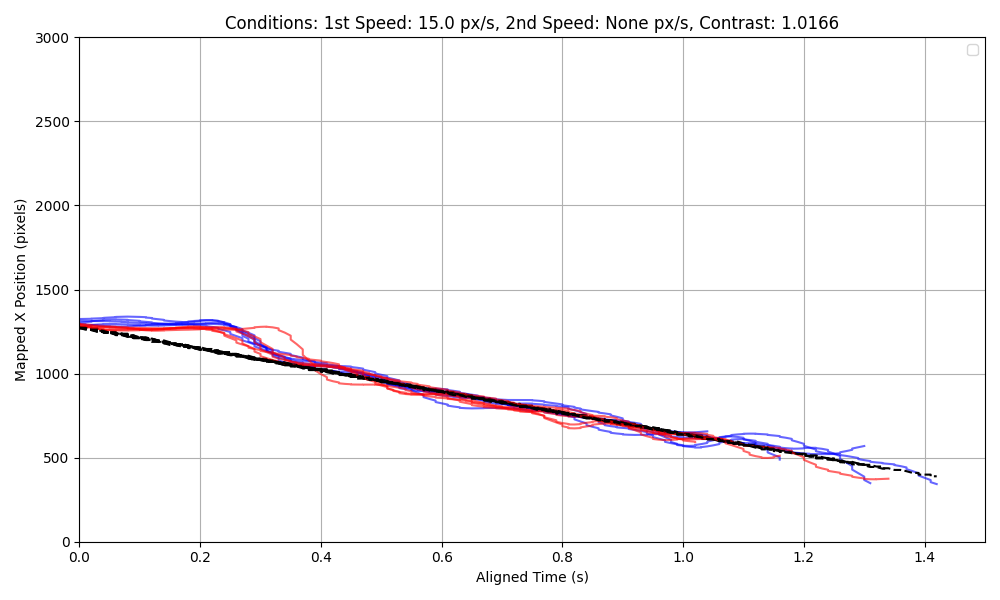 Conditions: 1st Speed: 15.0 px/s, 2nd Speed: None px/s, Contrast: 1.0166
3000
2500
2000
1500
1000
500
0
Mapped X Position (pixels)
0.0 0.2 0.4 0.6 0.8 1.0 1.2 1.4
Aligned Time (s)